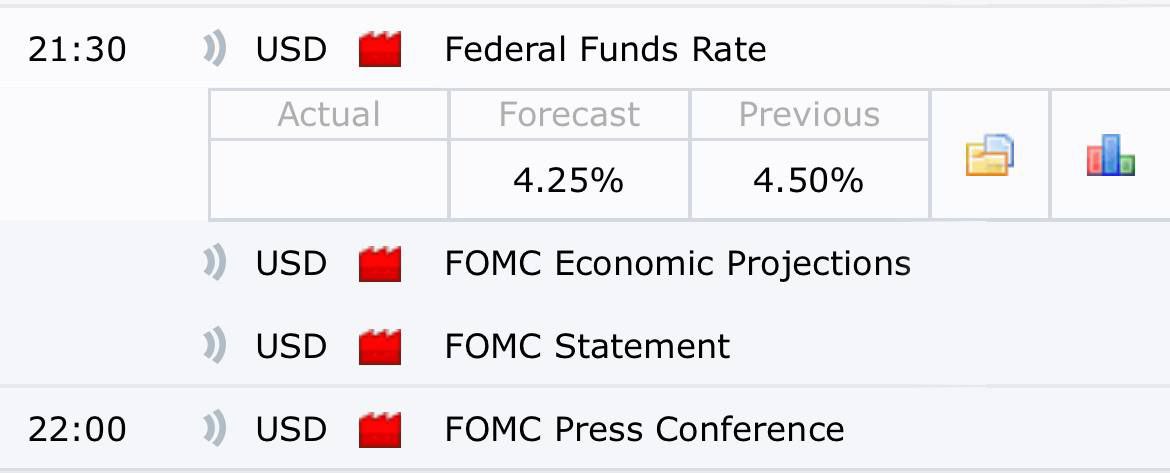 21:30 USD Federal Funds Rate
Actual Forecast Previous
4.25% 4.50%
USD FOMC Economic Projections
USD FOMC Statement
22:00 USD FOMC Press Conference